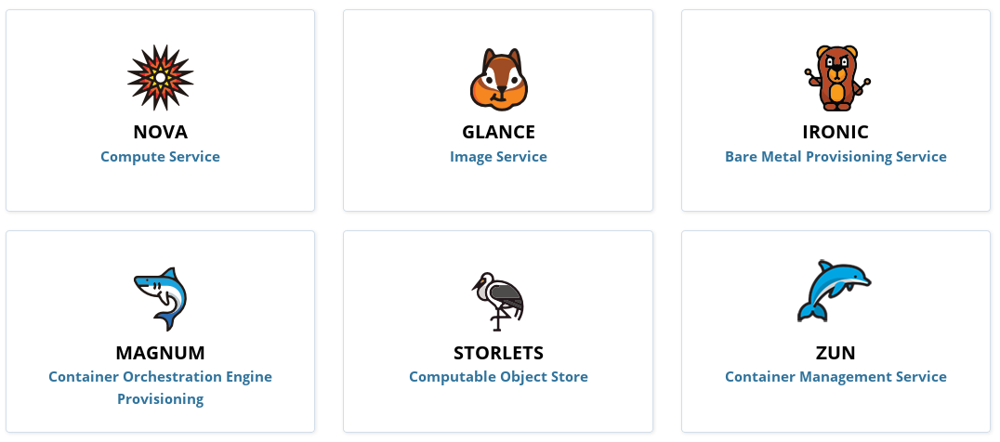 NOVA
Compute Service
GLANCE
Image Service
IRONIC
Bare Metal Provisioning Service
MAGNUM
Container Orchestration Engine
Provisioning
STORLETS
Computable Object Store
ZUN
Container Management Service